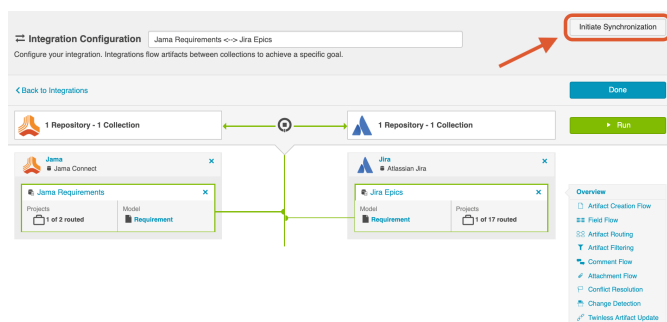 Integration Configuration
Jama Requirements <--> Jira Epics
Initiate Synchronization
Configure your integration. Integrations flow artifacts between collections to achieve a specific goal.
Back to Integrations
Done
1 Repository - 1 Collection
1 Repository - 1 Collection
Run
Jama
Jama Connect
Jira
Atlassian Jira
Jama Requirements
Projects
1 of 2 routed
Model
Requirement
Jira Epics
Model
Requirement
Projects
1 of 17 routed
Overview
Artifact Creation Flow
Field Flow
Artifact Routing
Artifact Filtering
Comment Flow
Attachment Flow
Conflict Resolution
Change Detection
Twinless Artifact Update